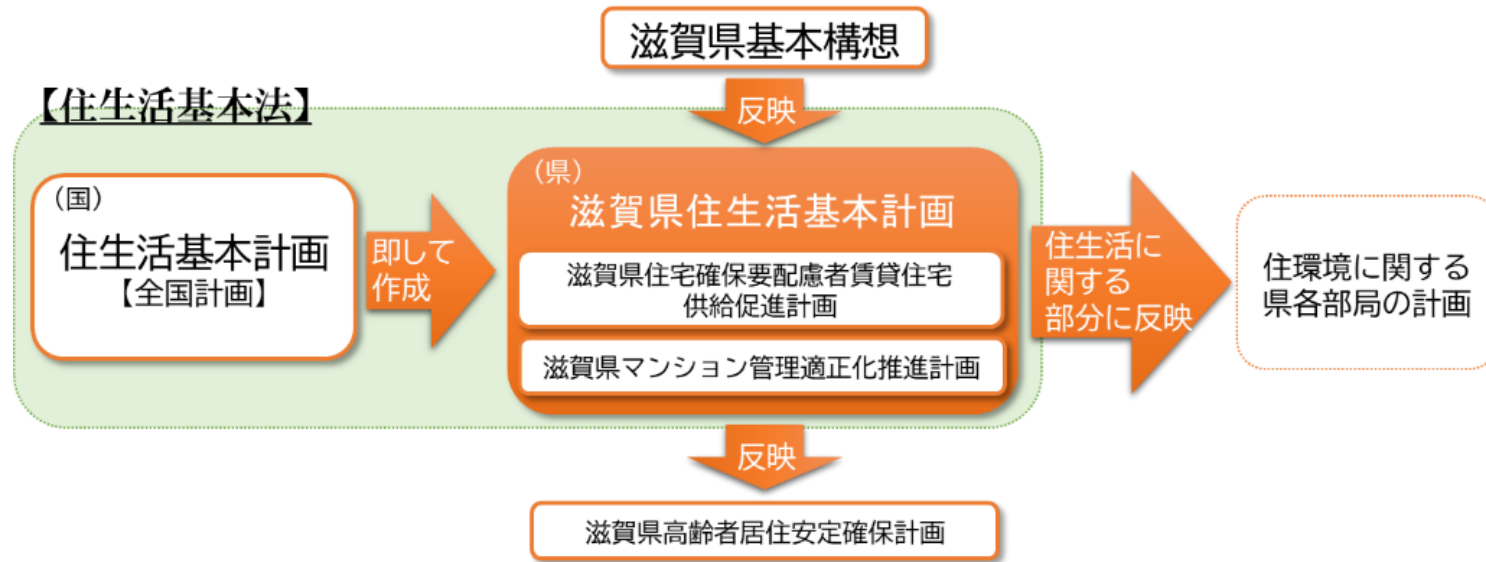 滋賀県基本構想
反映
【住生活基本法】
（国）
住生活基本計画
【全国計画】
即して
作成
（県）
滋賀県住生活基本計画
滋賀県住宅確保要配慮者賃貸住宅
供給促進計画
滋賀県マンション管理適正化推進計画
住生活に
関する
部分に反映
住環境に関する
県各部局の計画
反映
滋賀県高齢者居住安定確保計画